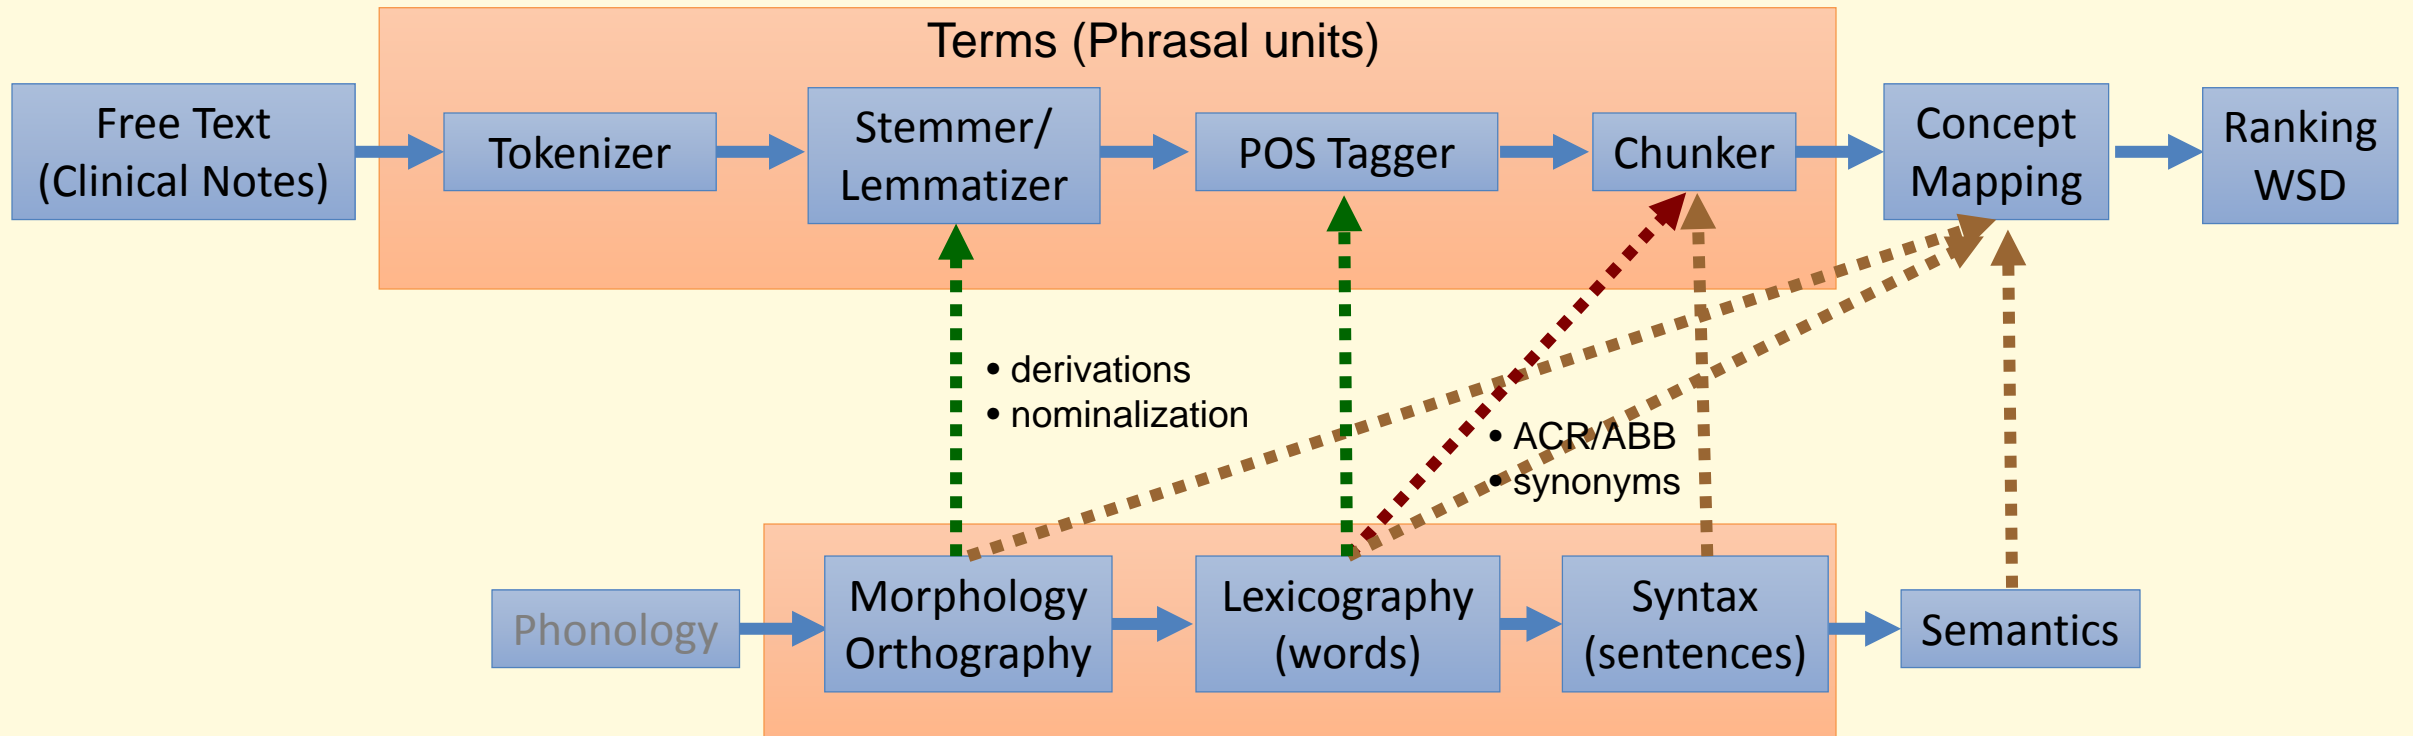 Terms (Phrasal units)
Free Text
(Clinical Notes)
Tokenizer
Stemmer/
Lemmatizer
POS Tagger
Chunker
Concept
Mapping
Ranking
WSD
• derivations
• nominalization
• ACR/ABB
• synonyms
Phonology
Morphology
Orthography
Lexicography
(words)
Syntax
(sentences)
Semantics